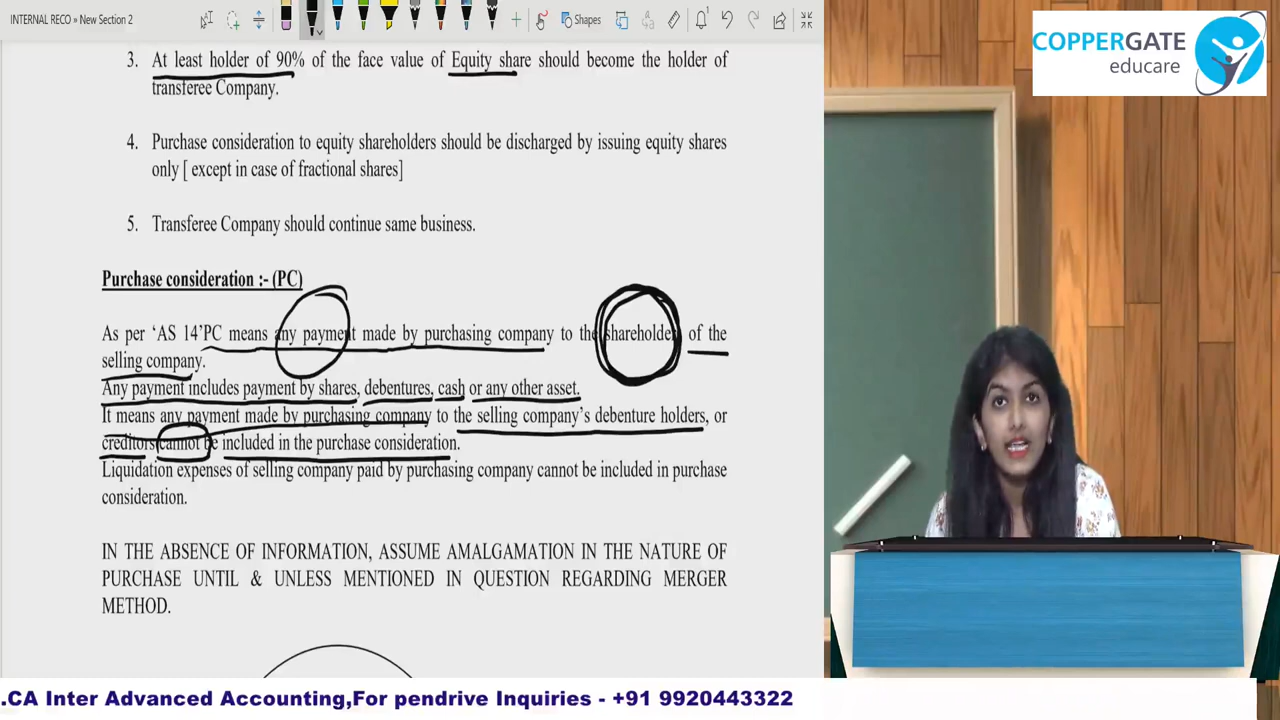 INTERNAL RECO » New Section 2
Shapes
COPPERGATE
educare
3. At least holder of 90% of the face value of Equity share should become the holder of
transferee Company.
4. Purchase consideration to equity shareholders should be discharged by issuing equity shares
only [ except in case of fractional shares]
5. Transferee Company should continue same business.
Purchase consideration :- (PC)
As per ‘AS 14’PC means any payment made by purchasing company to the shareholder of the
selling company.
Any payment includes payment by shares, debentures, cash or any other asset.
It means any payment made by purchasing company to the selling company’s debenture holders, or
creditors cannot be included in the purchase consideration.
Liquidation expenses of selling company paid by purchasing company cannot be included in purchase
consideration.
IN THE ABSENCE OF INFORMATION, ASSUME AMALGAMATION IN THE NATURE OF
PURCHASE UNTIL & UNLESS MENTIONED IN QUESTION REGARDING MERGER
METHOD.
.CA Inter Advanced Accounting,For pendrive Inquiries - +91 9920443322